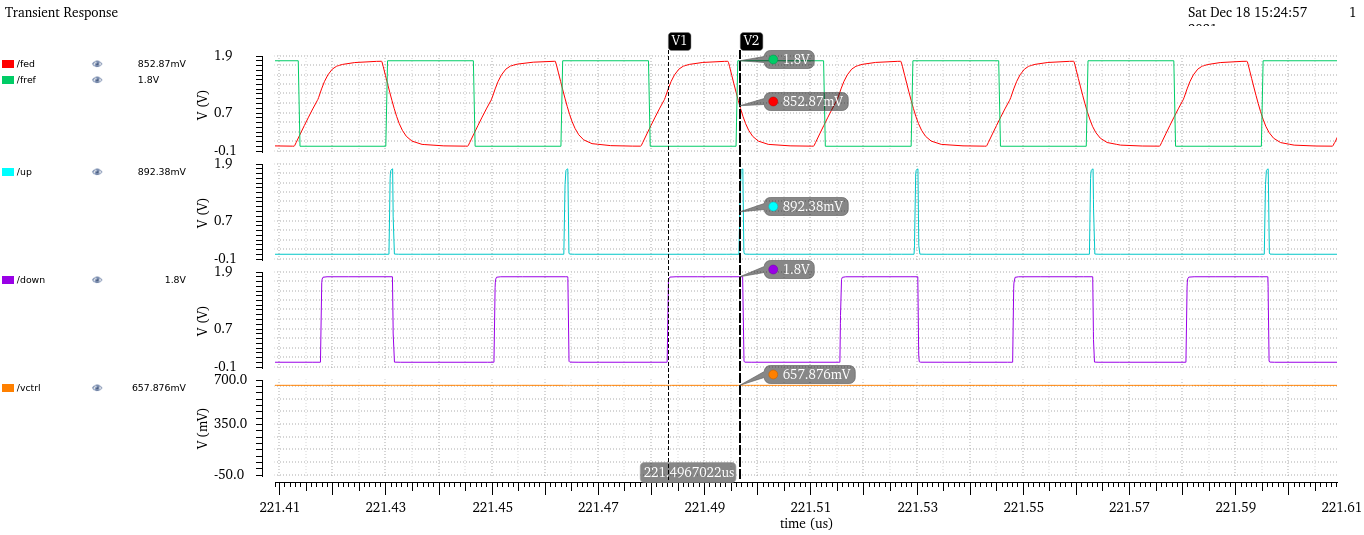 Transient Response
Sat Dec 18 15:24:57 1
V1 V2
/fed 852.87mV
/fref 1.8V
1.9
0.7
-0.1
V (V)
1.8V
852.87mV
/up 892.38mV
1.9
0.7
-0.1
V (V)
892.38mV
/down 1.8V
1.9
0.7
-0.1
V (V)
1.8V
/vctrl 657.876mV
700.0
350.0
-50.0
V (mV)
657.876mV
221.4967022us
221.41 221.43 221.45 221.47 221.49 221.51 221.53 221.55 221.57 221.59 221.61
time (us)